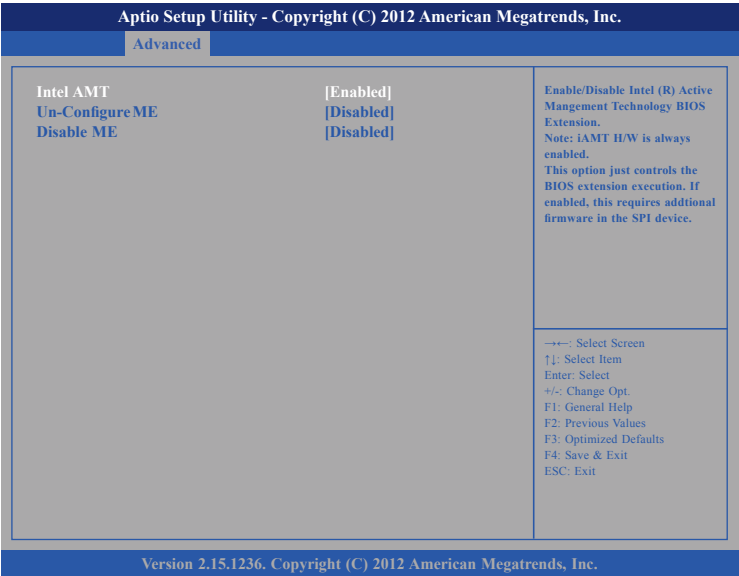 Aptio Setup Utility - Copyright (C) 2012 American Megatrends, Inc.
Advanced
Intel AMT [Enabled]
Un-Configure ME [Disabled]
Disable ME [Disabled]
Enable/Disable Intel (R) Active
Mangement Technology BIOS
Extension.
Note: iAMT H/W is always
enabled.
This option just controls the
BIOS extension execution. If
enabled, this requires addtional
firmware in the SPI device.
→←: Select Screen
↑↓: Select Item
Enter: Select
+/-: Change Opt.
F1: General Help
F2: Previous Values
F3: Optimized Defaults
F4: Save & Exit
ESC: Exit
Version 2.15.1236. Copyright (C) 2012 American Megatrends, Inc.